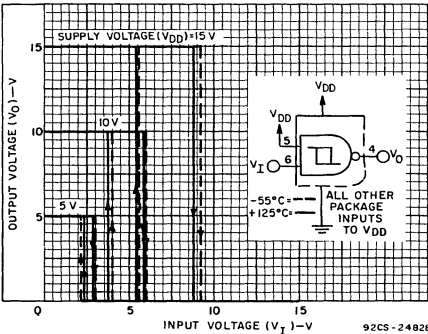 SUPPLY VOLTAGE (VDD)=15 V
15
10 V
10
5 V
5
OUTPUT VOLTAGE (VO)—V
VDD
VDD
5
VI
6
4
VO
-55°C=
+125°C=
ALL OTHER
PACKAGE
INPUTS
TO VDD
0
5
10
15
INPUT VOLTAGE (VI)—V
92CS-24828